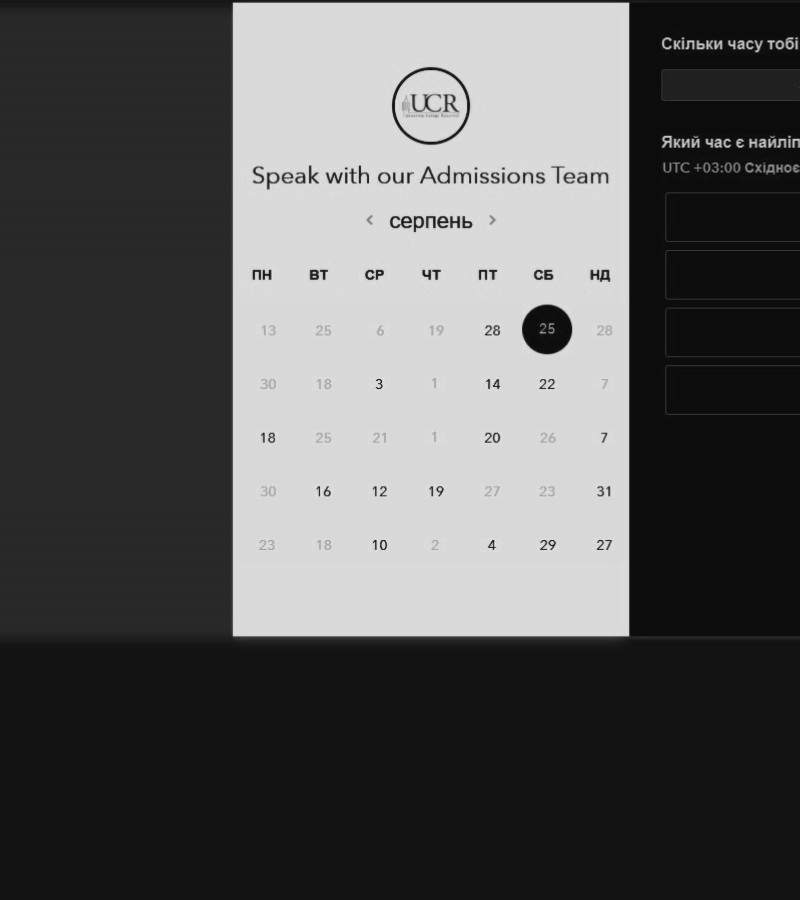 UCR
Speak with our Admissions Team
< серпень >
ПН ВТ СР ЧТ ПТ СБ НД
13 25 6 19 28 25 28
30 18 3 1 14 22 7
18 25 21 1 20 26 7
30 16 12 19 27 23 31
23 18 10 2 4 29 27
Скільки часу тобі
Який час є найліп
UTC +03:00 Східноє